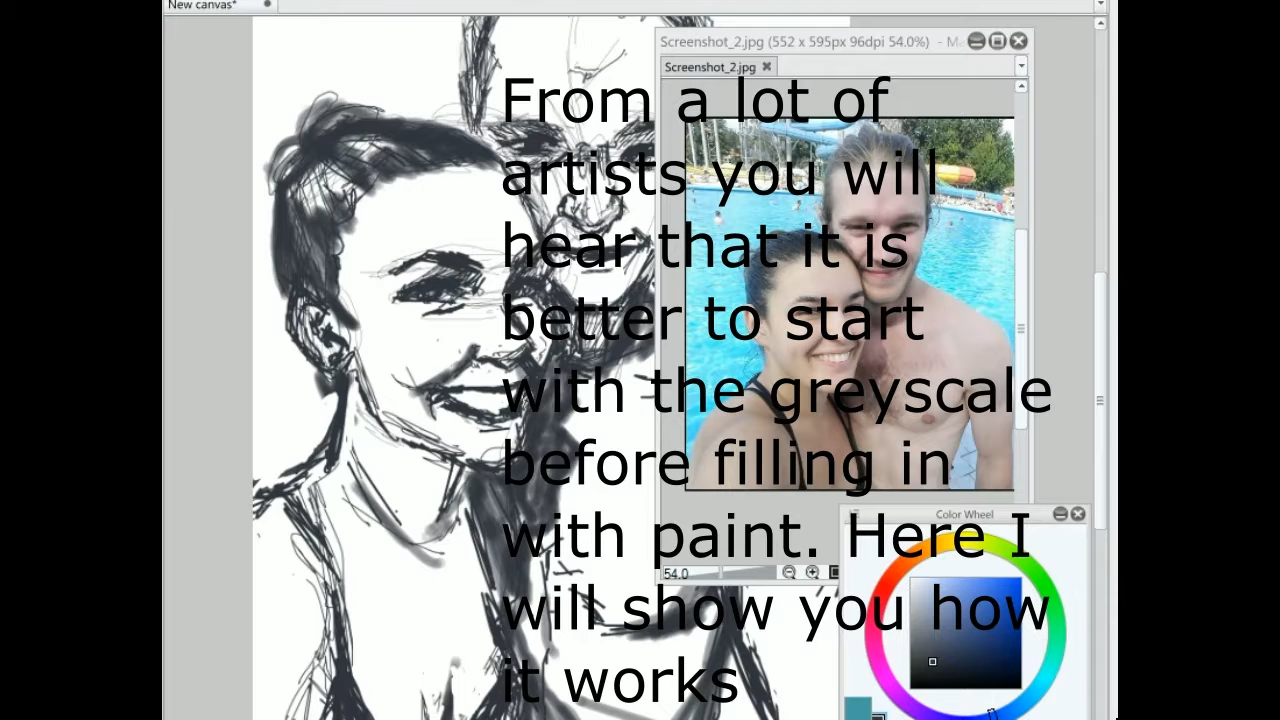 New canvas*
Screenshot_2.jpg (552 x 595px 96dpi 54.0%) - Ma
Screenshot_2.jpg
From a lot of
artists you will
hear that it is
better to start
with the greyscale
before filling in
with paint. Here I
will show you how
it works
Color Wheel
54.0